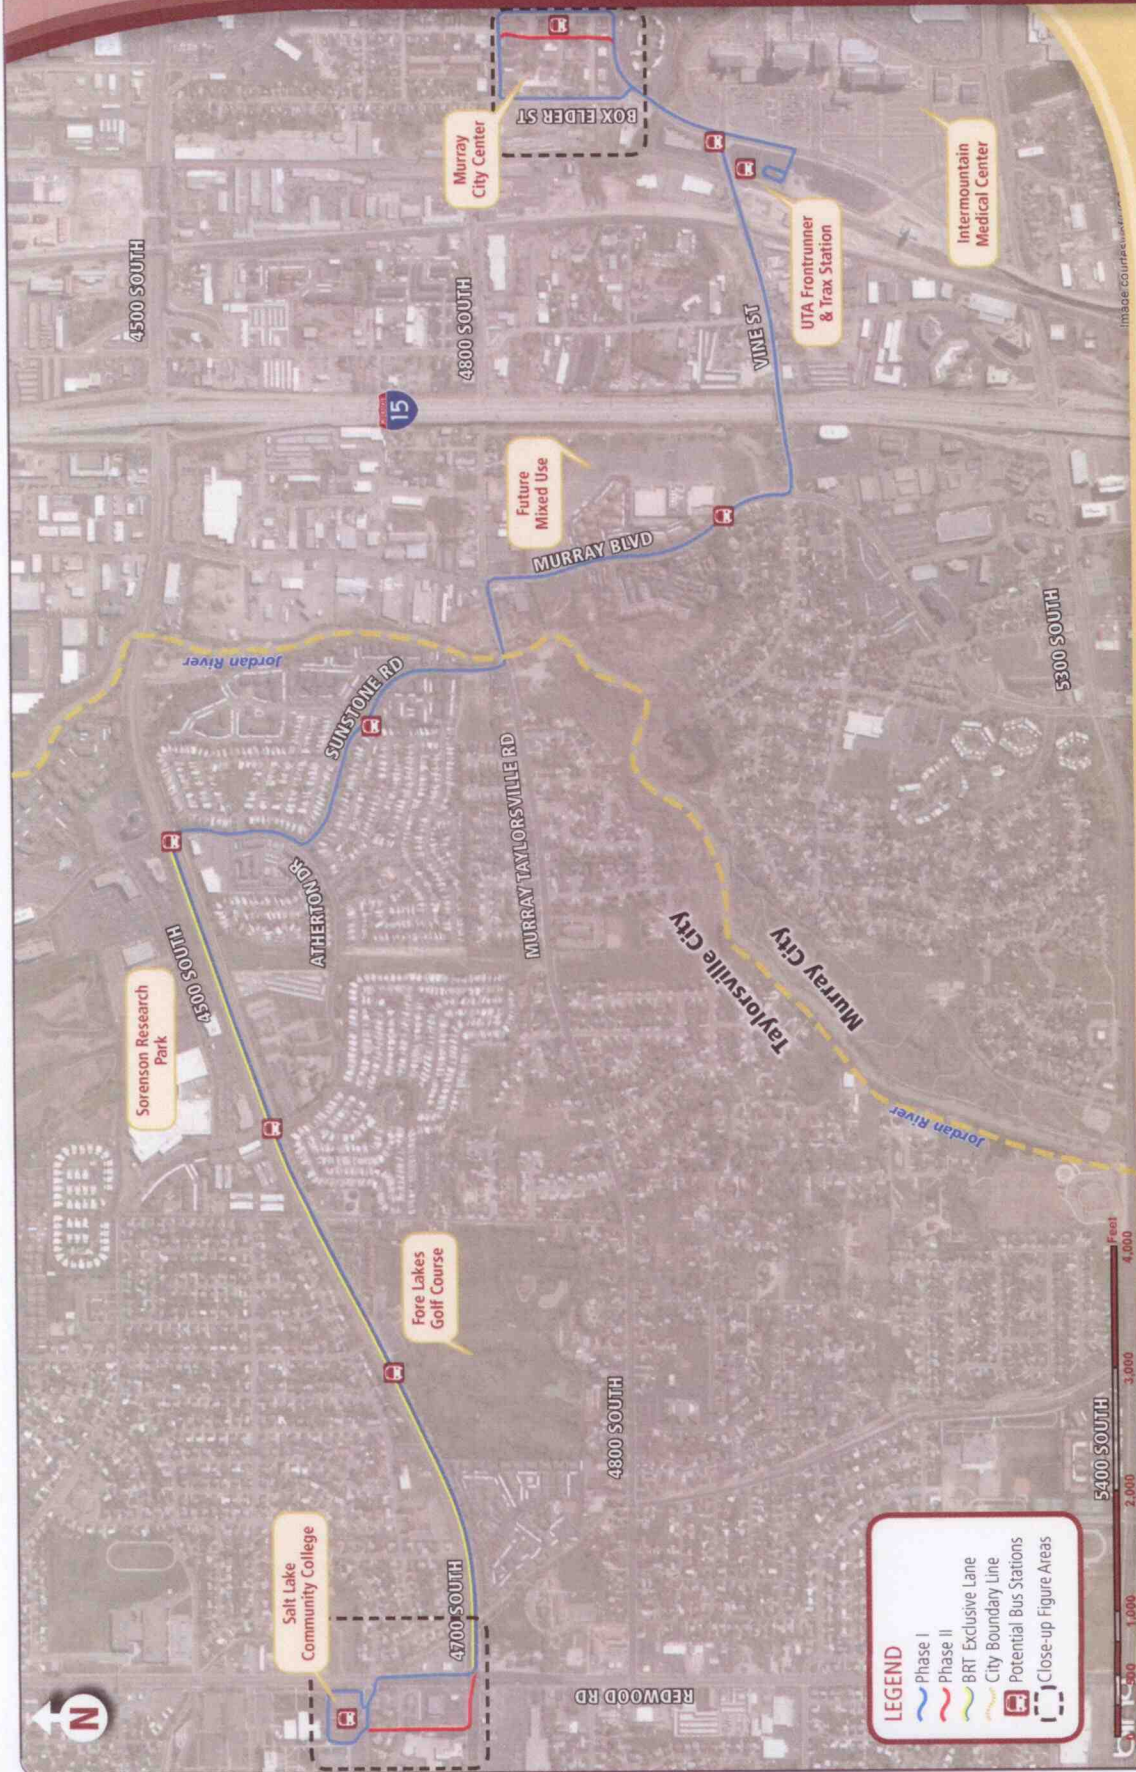 N
Salt Lake
Community College
4700 SOUTH
REDWOOD RD
Fore Lakes
Golf Course
4800 SOUTH
5400 SOUTH
Sorenson Research
Park
4500 SOUTH
ATHERTON DR
SUNSTONE RD
Jordan River
MURRAY TAYLORSVILLE RD
Taylorsville City
Murray City
Jordan River
5300 SOUTH
MURRAY BLVD
Future
Mixed Use
15
4500 SOUTH
4800 SOUTH
VINE ST
Murray
City Center
BOX ELDER ST
UTA Frontrunner
& Trax Station
Intermountain
Medical Center
LEGEND
Phase I
Phase II
BRT Exclusive Lane
City Boundary Line
Potential Bus Stations
Close-up Figure Areas
500
1,000
2,000
3,000
4,000
Feet
Image courtesy